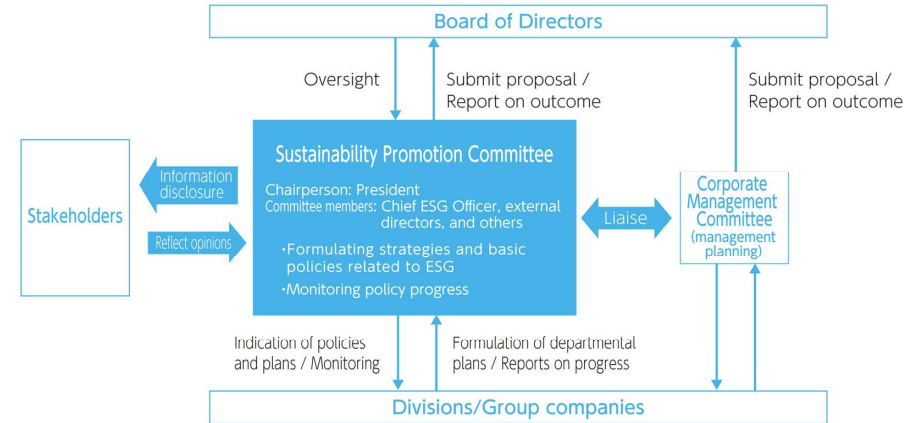 Board of Directors
Oversight
Submit proposal /
Report on outcome
Submit proposal /
Report on outcome
Stakeholders
Information
disclosure
Reflect opinions
Sustainability Promotion Committee
Chairperson: President
Committee members: Chief ESG Officer, external
directors, and others
・Formulating strategies and basic
policies related to ESG
・Monitoring policy progress
Liaise
Corporate
Management
Committee
(management
planning)
Indication of policies
and plans / Monitoring
Formulation of departmental
plans / Reports on progress
Divisions/Group companies